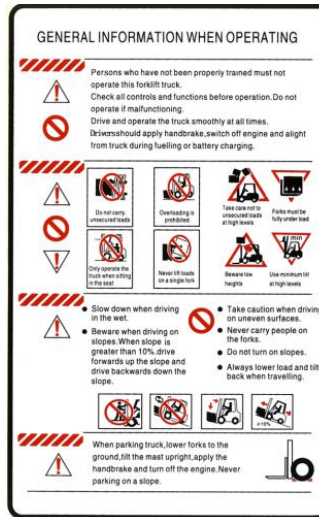 GENERAL INFORMATION WHEN OPERATING
Persons who have not been properly trained must not
operate this forklift truck.
Check all controls and functions before operation.Do not
operate if malfunctioning.
Drive and operate the truck smoothly at all times.
Driversshould apply handbrake,switch off engine and alight
from truck during fuelling or battery charging.
Do not carry
unsecured loads
Overloading is
prohibited
Take care not to
unsecured loads
at high levels
Forks must be
fully under load
min
Only operate the
truck when sitting
in the seat
Never lift loads
on a single fork
Beware low
heights
Use minimum tilt
at high levels
Slow down when driving
in the wet.
Beware when driving on
slopes.When slope is
greater than 10%.drive
forwards up the slope and
drive backwards down the
slope.
Take caution when driving
on uneven surfaces.
Never carry people on
the forks.
Do not turn on slopes.
Always lower load and tilt
back when travelling.
When parking truck,lower forks to the
ground,tilt the mast upright,apply the
handbrake and turn off the engine.Never
parking on a slope.